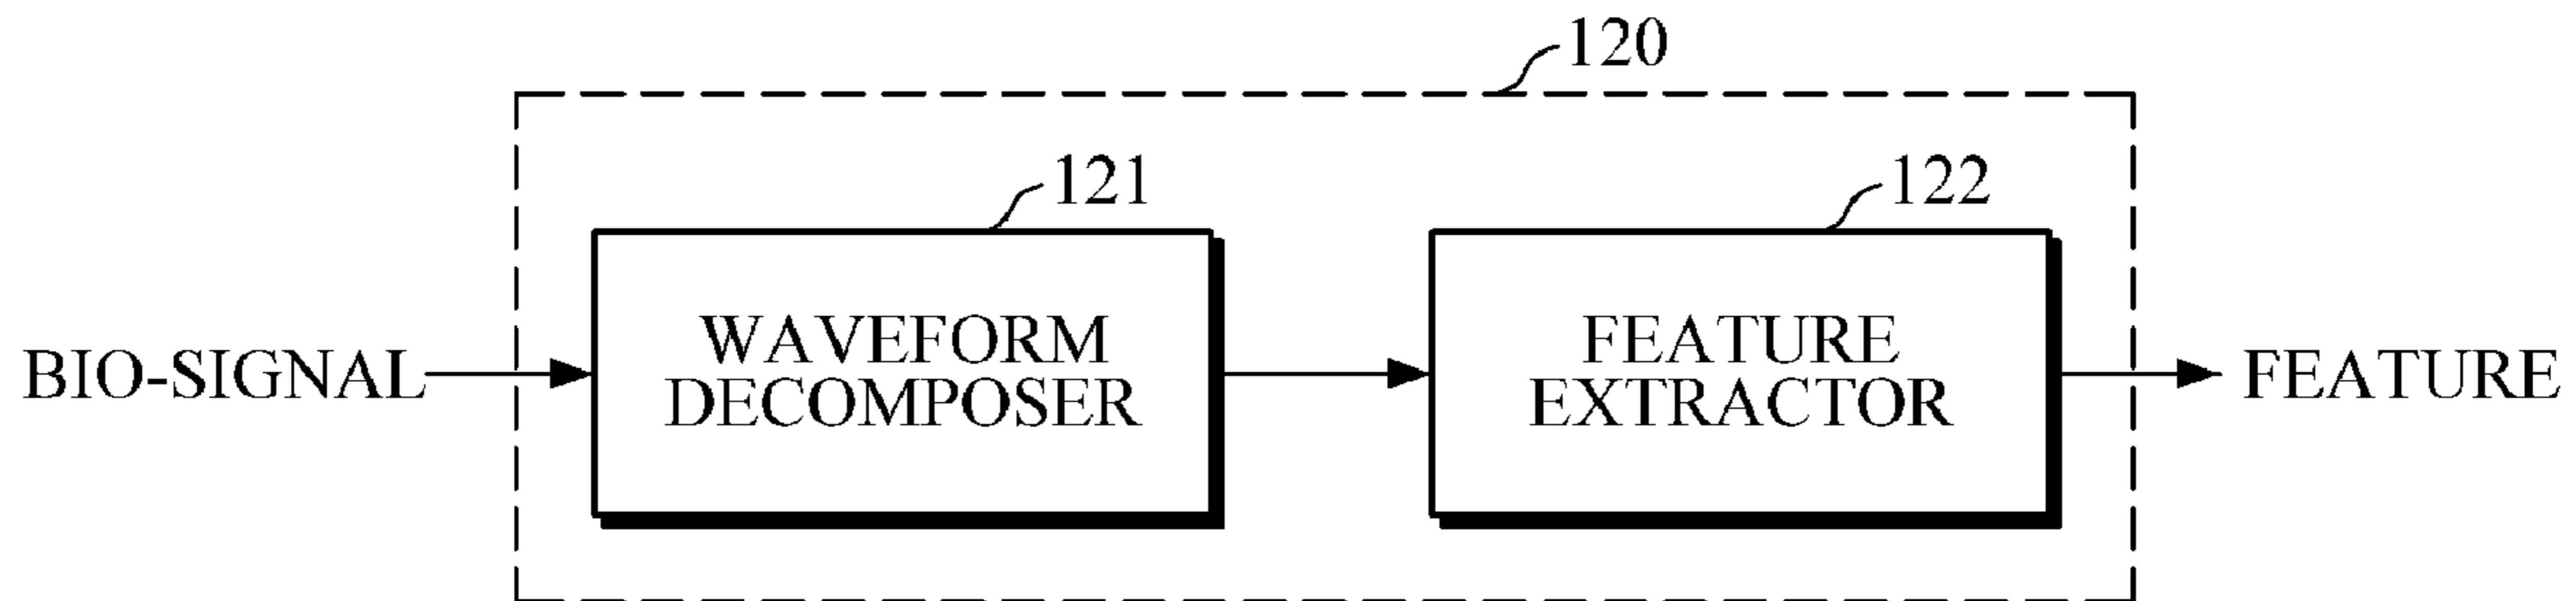 120
121
122
WAVEFORM
DECOMPOSER
FEATURE
EXTRACTOR
BIO-SIGNAL
FEATURE